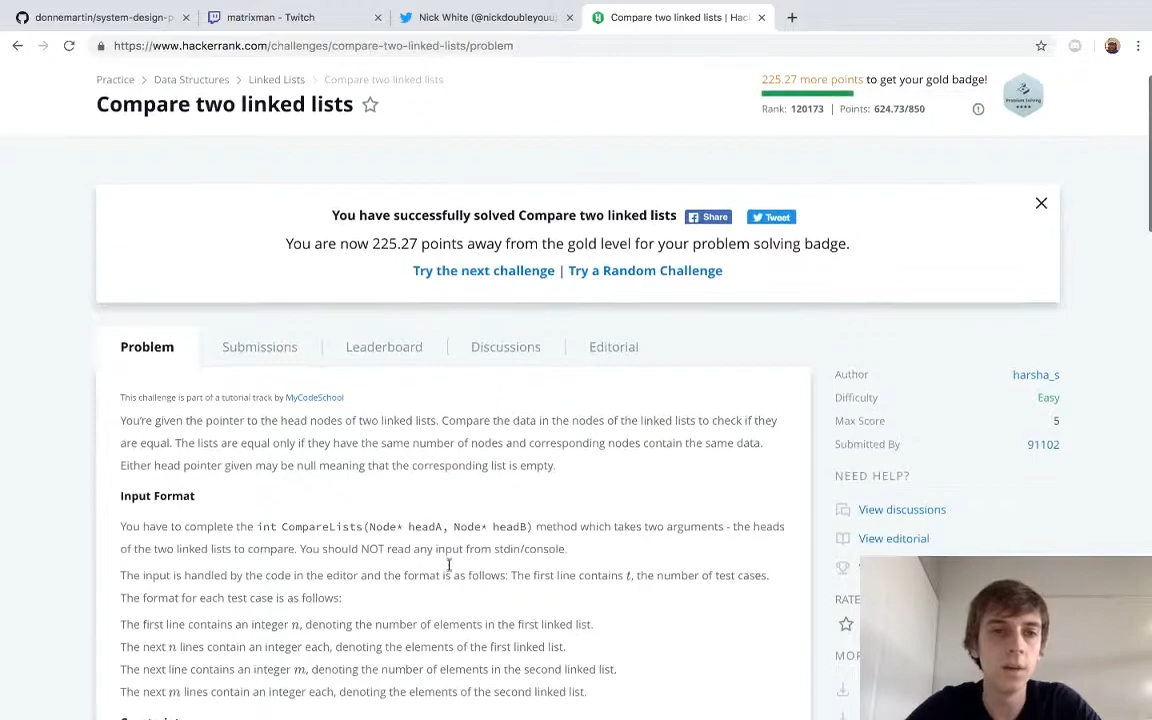 donnemartin/system-design-p
matrixman - Twitch
Nick White (@nickdoubleyouu
Compare two linked lists | Hac
https://www.hackerrank.com/challenges/compare-two-linked-lists/problem
Practice > Data Structures > Linked Lists > Compare two linked lists
225.27 more points to get your gold badge!
Compare two linked lists
Rank: 120173 | Points: 624.73/850
Problem Solving
You have successfully solved Compare two linked lists Share Tweet
You are now 225.27 points away from the gold level for your problem solving badge.
Try the next challenge | Try a Random Challenge
Problem
Submissions
Leaderboard
Discussions
Editorial
This challenge is part of a tutorial track by MyCodeSchool
You're given the pointer to the head nodes of two linked lists. Compare the data in the nodes of the linked lists to check if they
are equal. The lists are equal only if they have the same number of nodes and corresponding nodes contain the same data.
Either head pointer given may be null meaning that the corresponding list is empty.
Input Format
You have to complete the int CompareLists(Node* headA, Node* headB) method which takes two arguments - the heads
of the two linked lists to compare. You should NOT read any input from stdin/console.
The input is handled by the code in the editor and the format is as follows: The first line contains t, the number of test cases.
The format for each test case is as follows:
The first line contains an integer n, denoting the number of elements in the first linked list.
The next n lines contain an integer each, denoting the elements of the first linked list.
The next line contains an integer m, denoting the number of elements in the second linked list.
The next m lines contain an integer each, denoting the elements of the second linked list.
Author harsha_s
Difficulty Easy
Max Score 5
Submitted By 91102
NEED HELP?
View discussions
View editorial
RATE
MOR